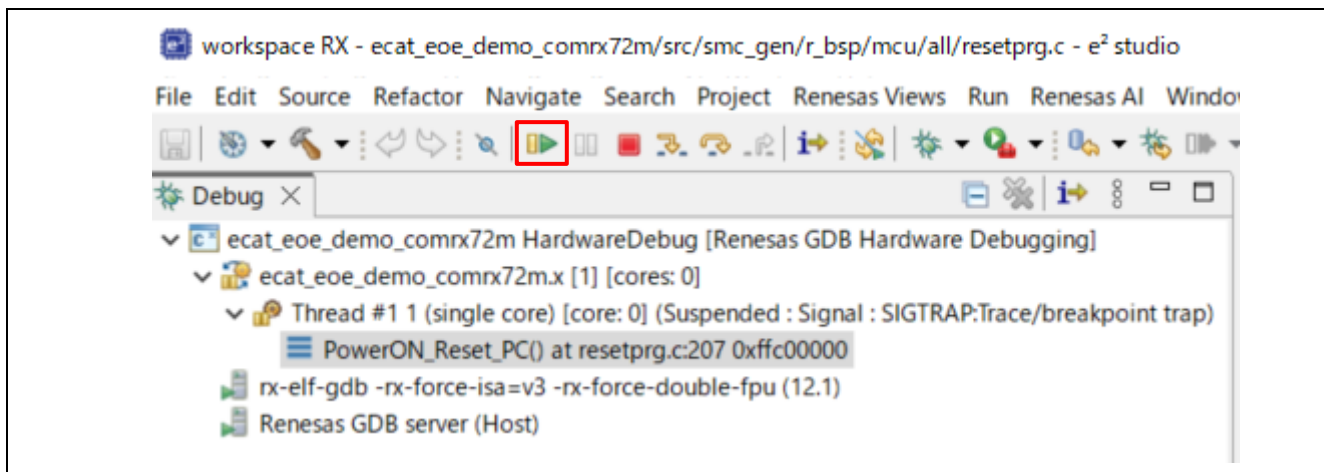 workspace RX - ecat_eoe_demo_comrx72m/src/smc_gen/r_bsp/mcu/all/resetprg.c - e² studio
File Edit Source Refactor Navigate Search Project Renesas Views Run Renesas AI Windo
Debug
ecat_eoe_demo_comrx72m HardwareDebug [Renesas GDB Hardware Debugging]
ecat_eoe_demo_comrx72m.x [1] [cores: 0]
Thread #1 1 (single core) [core: 0] (Suspended : Signal : SIGTRAP:Trace/breakpoint trap)
PowerON_Reset_PC() at resetprg.c:207 0xffc00000
rx-elf-gdb -rx-force-isa=v3 -rx-force-double-fpu (12.1)
Renesas GDB server (Host)